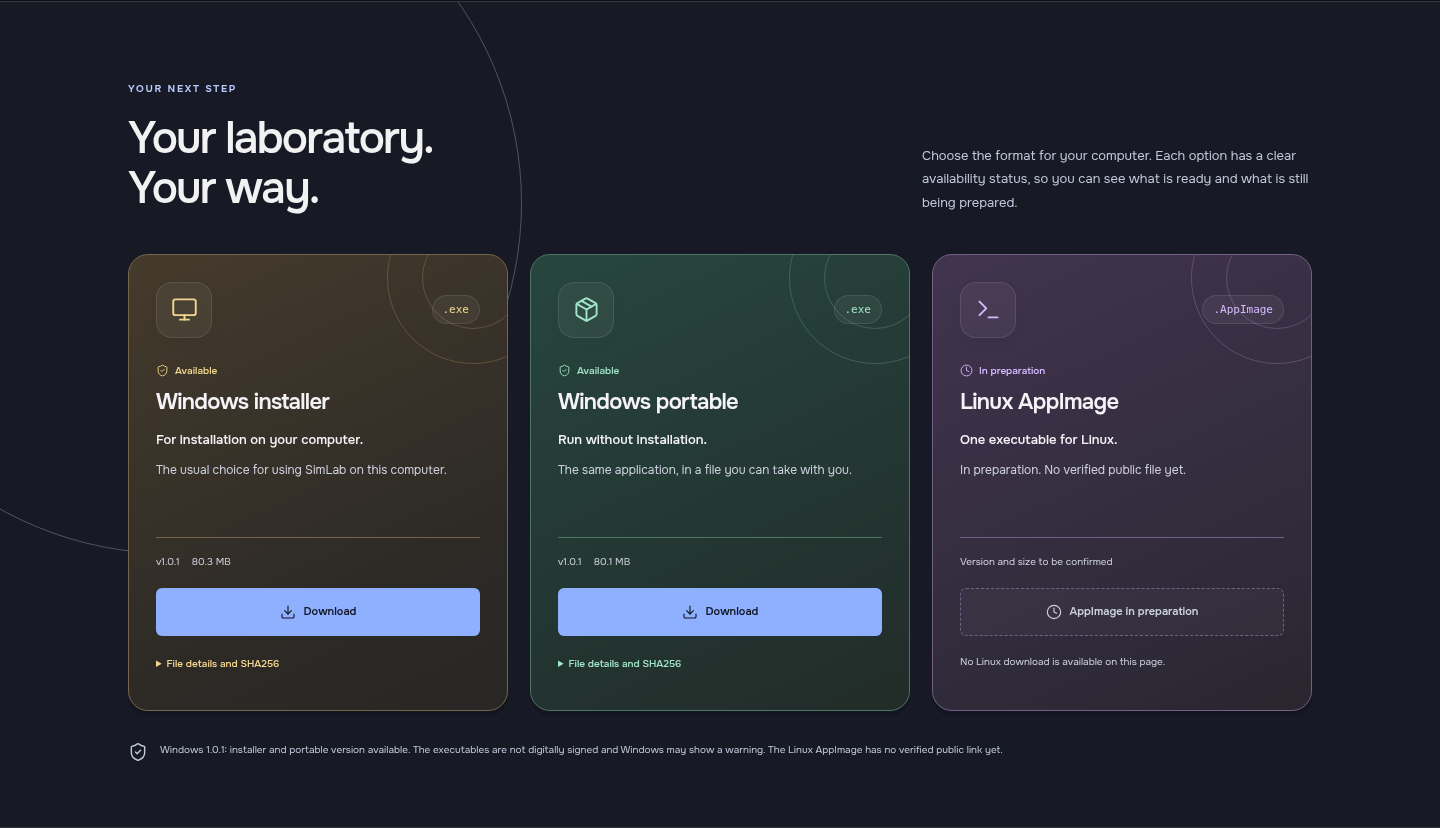 YOUR NEXT STEP
Your laboratory.
Your way.
Choose the format for your computer. Each option has a clear
availability status, so you can see what is ready and what is still
being prepared.
.exe
Available
Windows installer
For installation on your computer.
The usual choice for using SimLab on this computer.
v1.0.1 80.3 MB
Download
File details and SHA256
.exe
Available
Windows portable
Run without installation.
The same application, in a file you can take with you.
v1.0.1 80.1 MB
Download
File details and SHA256
.AppImage
In preparation
Linux AppImage
One executable for Linux.
In preparation. No verified public file yet.
Version and size to be confirmed
AppImage in preparation
No Linux download is available on this page.
Windows 1.0.1: installer and portable version available. The executables are not digitally signed and Windows may show a warning. The Linux AppImage has no verified public link yet.